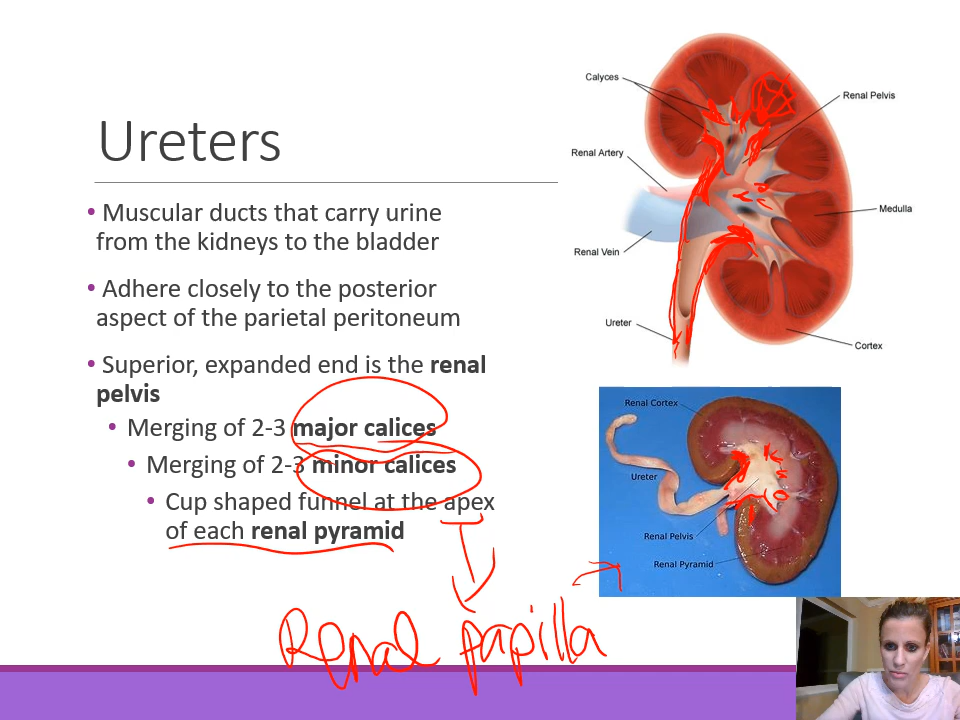 Ureters
• Muscular ducts that carry urine
from the kidneys to the bladder
• Adhere closely to the posterior
aspect of the parietal peritoneum
• Superior, expanded end is the renal
pelvis
• Merging of 2-3 major calices
• Merging of 2-3 minor calices
• Cup shaped funnel at the apex
of each renal pyramid
Renal papilla
Calyces
Renal Pelvis
Renal Artery
Medulla
Renal Vein
Ureter
Cortex
Renal Cortex
Ureter
Renal Pelvis
Renal Pyramid